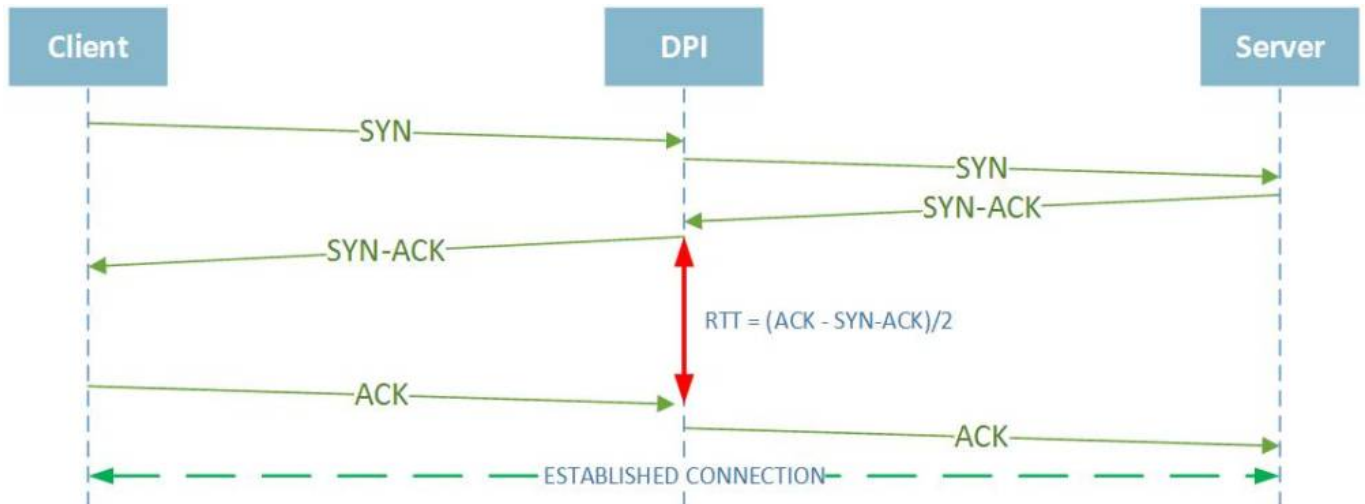 Client
DPI
Server
SYN
SYN
SYN-ACK
SYN-ACK
RTT = (ACK - SYN-ACK)/2
ACK
ACK
ESTABLISHED CONNECTION